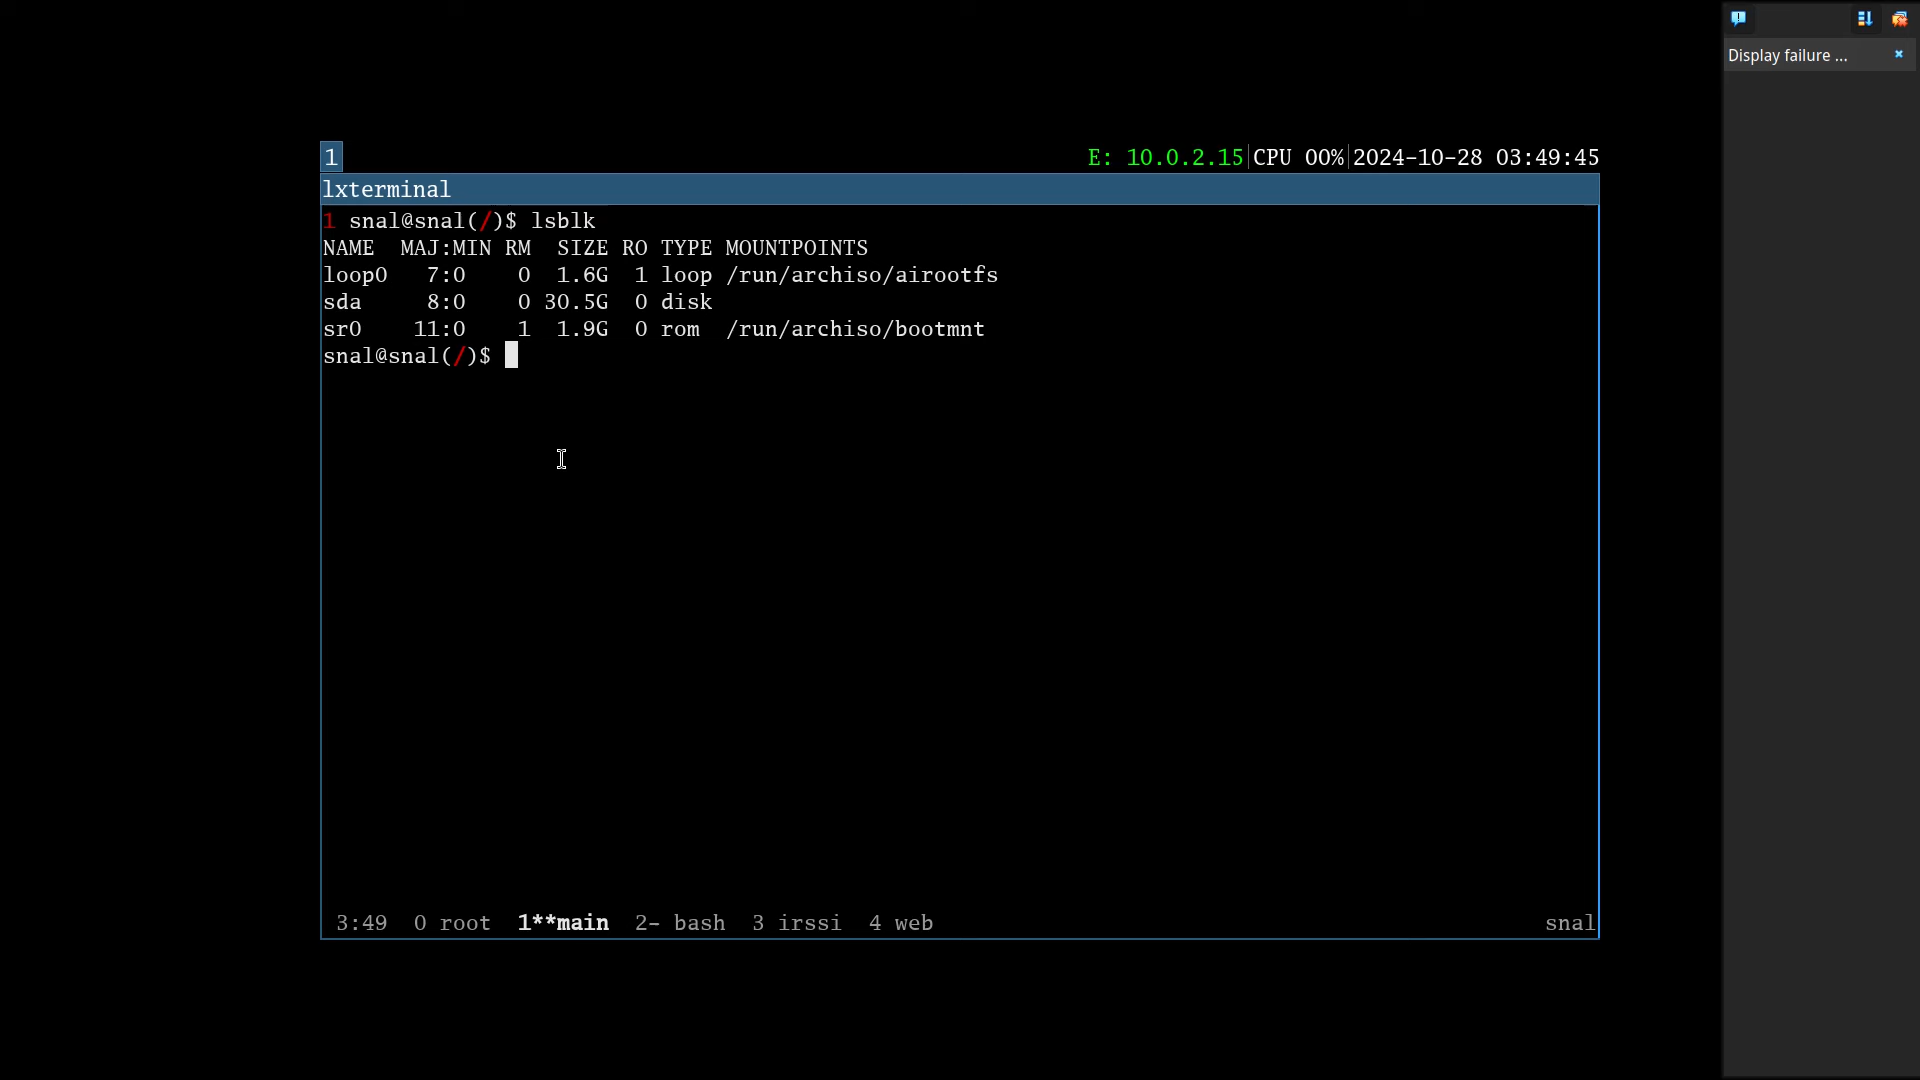 Display failure ...
1 E: 10.0.2.15 CPU 00% 2024-10-28 03:49:45
lxterminal
1 snal@snal(/)$ lsblk
NAME  MAJ:MIN RM  SIZE RO TYPE MOUNTPOINTS
loop0   7:0    0  1.6G  1 loop /run/archiso/airootfs
sda     8:0    0 30.5G  0 disk
sr0    11:0    1  1.9G  0 rom  /run/archiso/bootmnt
snal@snal(/)$
3:49  0 root  1**main  2- bash  3 irssi  4 web  snal